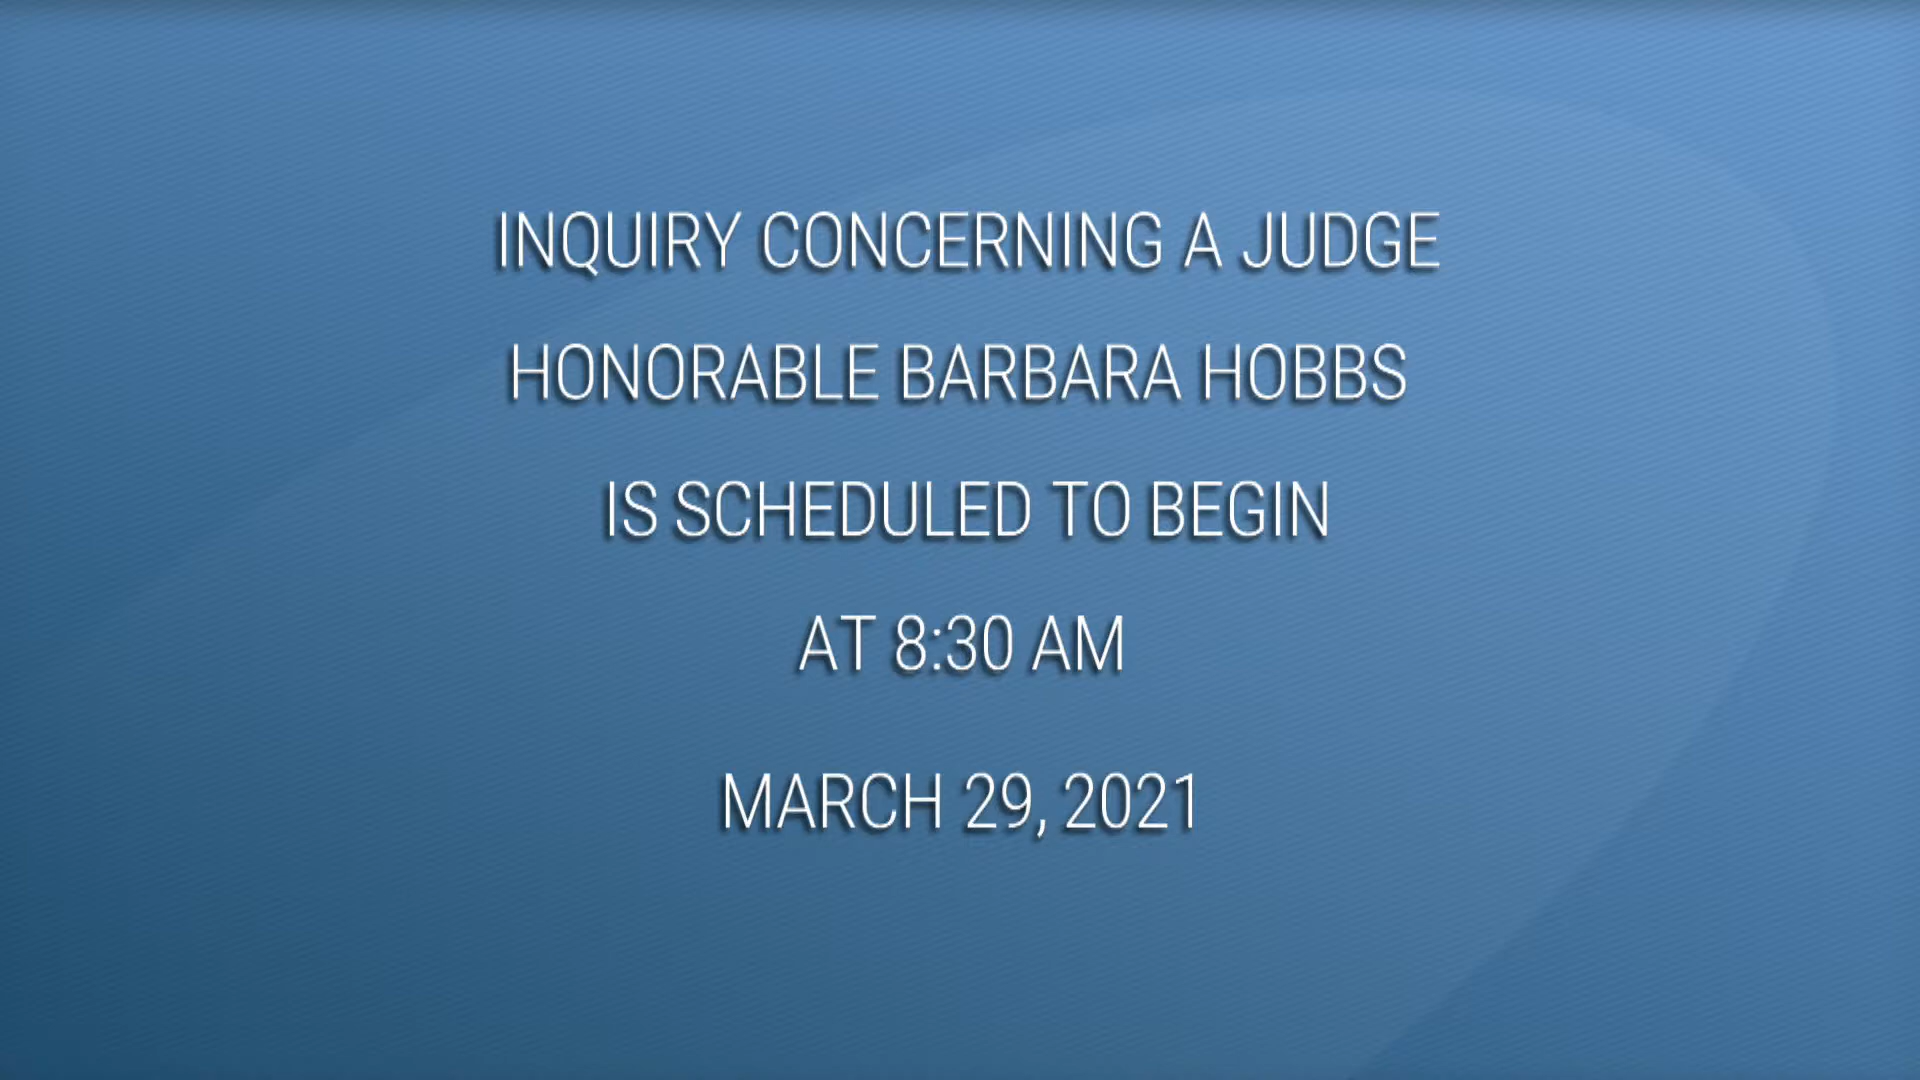 INQUIRY CONCERNING A JUDGE
HONORABLE BARBARA HOBBS
IS SCHEDULED TO BEGIN
AT 8:30 AM
MARCH 29, 2021